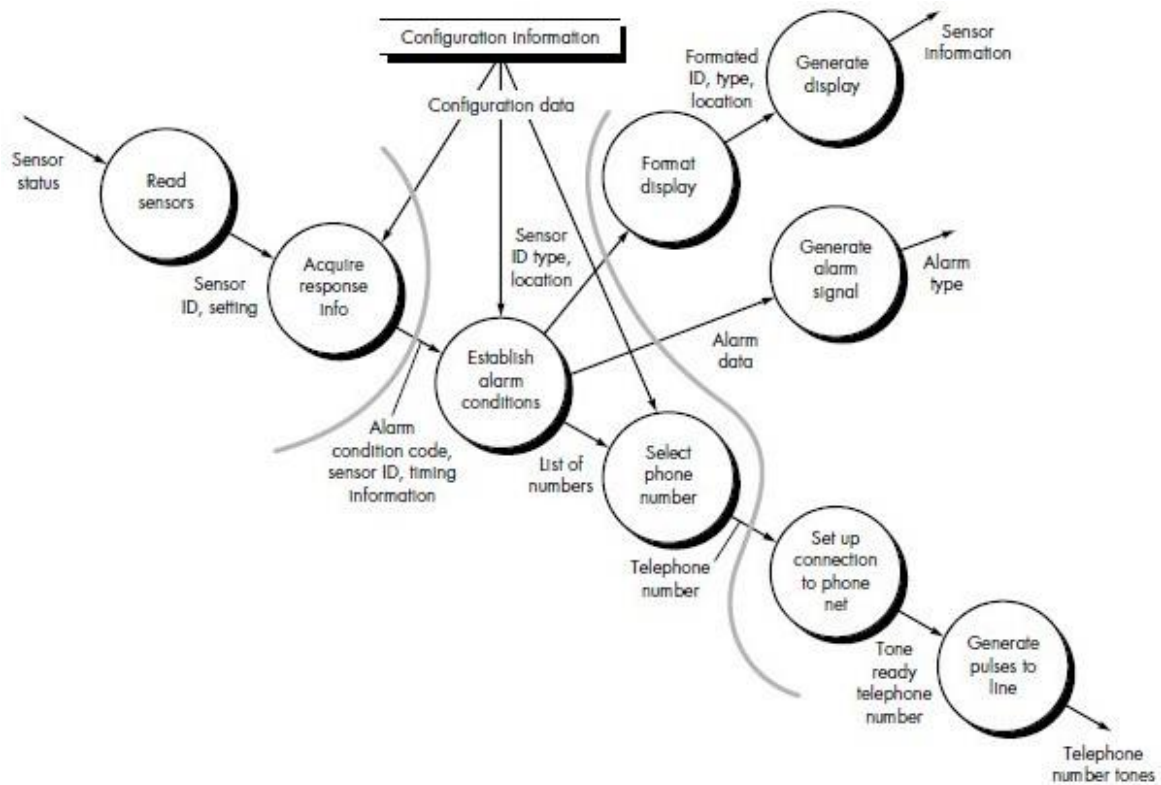 Configuration information
Configuration data
Sensor
status
Read
sensors
Sensor
ID, setting
Acquire
response
info
Alarm
condition code,
sensor ID, timing
information
Establish
alarm
conditions
Sensor
ID type,
location
Format
display
Formated
ID, type,
location
Generate
display
Sensor
information
Alarm
data
Generate
alarm
signal
Alarm
type
List of
numbers
Select
phone
number
Telephone
number
Set up
connection
to phone
net
Tone
ready
telephone
number
Generate
pulses to
line
Telephone
number tones